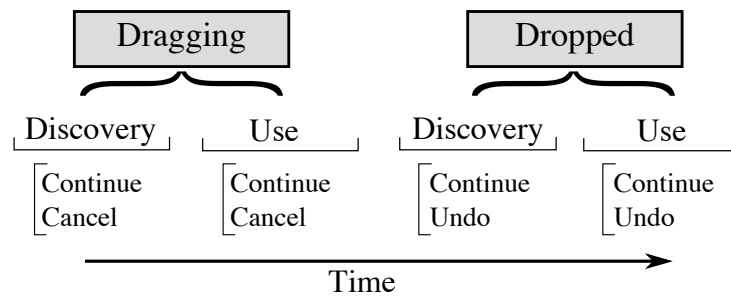 Dragging Dropped
Discovery Use Discovery Use
Continue Continue Continue Continue
Cancel Cancel Undo Undo
Time